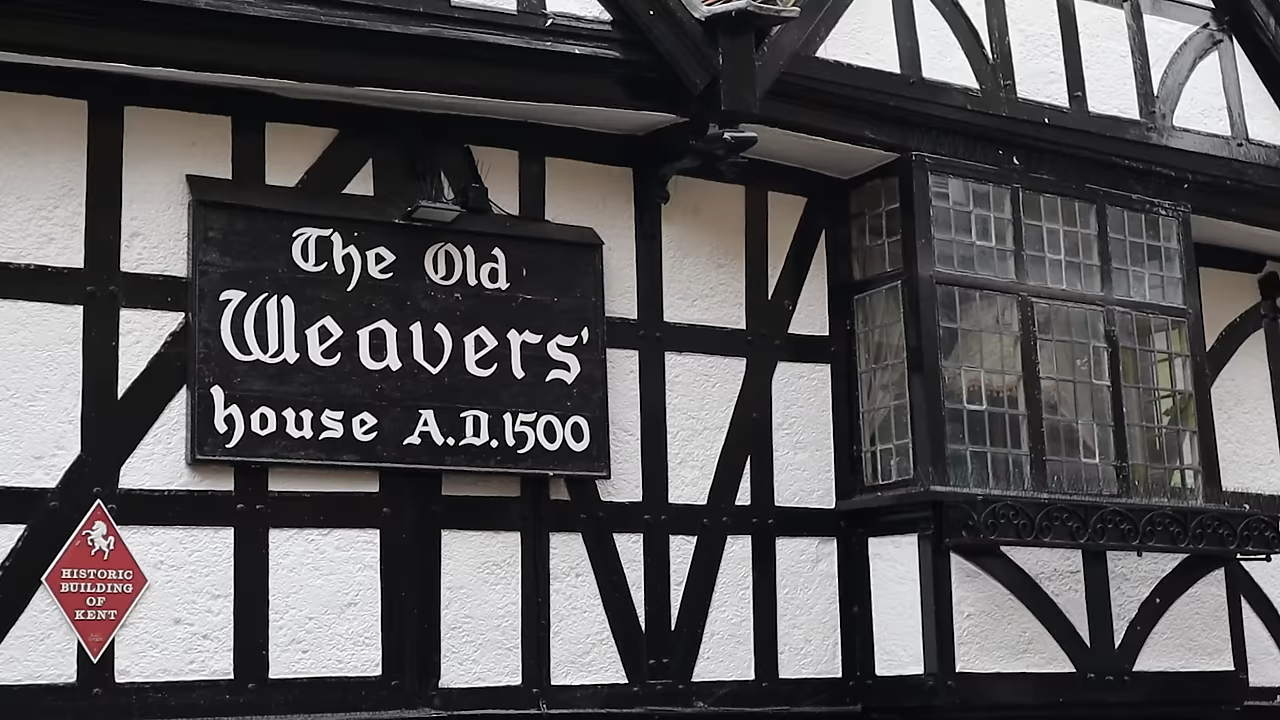 The Old
Weavers'
house A.D.1500
HISTORIC
BUILDING
OF
KENT